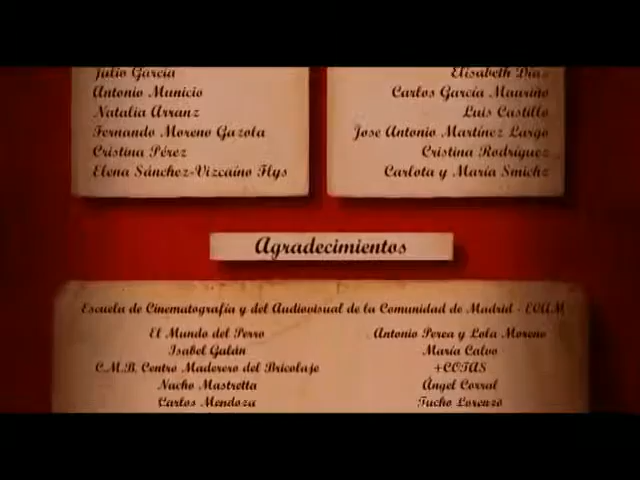 Julio García
Antonio Municio
Natalia Arranz
Fernando Moreno Gazola
Cristina Pérez
Elena Sánchez-Vizcaíno Flys
Elisabeth Díaz
Carlos García Mauriño
Luis Castillo
Jose Antonio Martínez Largo
Cristina Rodríguez
Carlota y María Smichz
Agradecimientos
Escuela de Cinematografía y del Audiovisual de la Comunidad de Madrid - ECAM
El Mundo del Perro
Isabel Galán
C.M.B. Centro Maderero del Bricolaje
Nacho Mastretta
Carlos Mendoza
Antonio Perea y Lola Moreno
María Calvo
+COTAS
Ángel Corral
Tacho Lorenzo